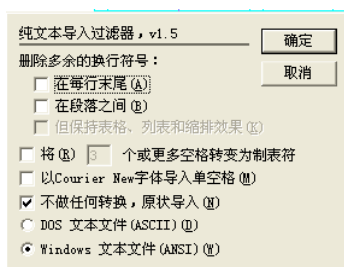 纯文本导入过滤器，v1.5
确定
删除多余的换行符号：
取消
在每行末尾(A)
在段落之间(B)
但保持表格、列表和缩排效果(K)
将(R) 3 个或更多空格转变为制表符
以Courier New字体导入单空格(M)
不做任何转换，原状导入(N)
DOS 文本文件(ASCII)(D)
Windows 文本文件(ANSI)(W)